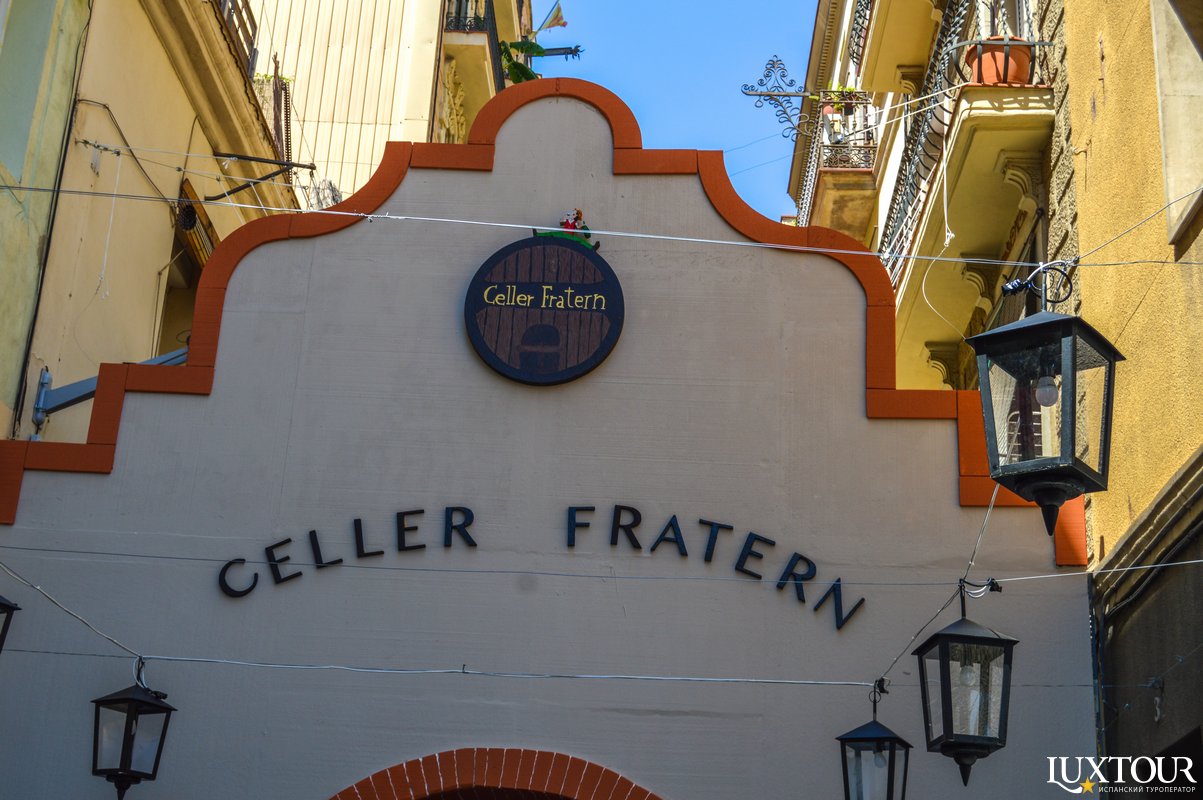 Celler Fratern
CELLER FRATERN
LUXTOUR
ИСПАНСКИЙ ТУРОПЕРАТОР